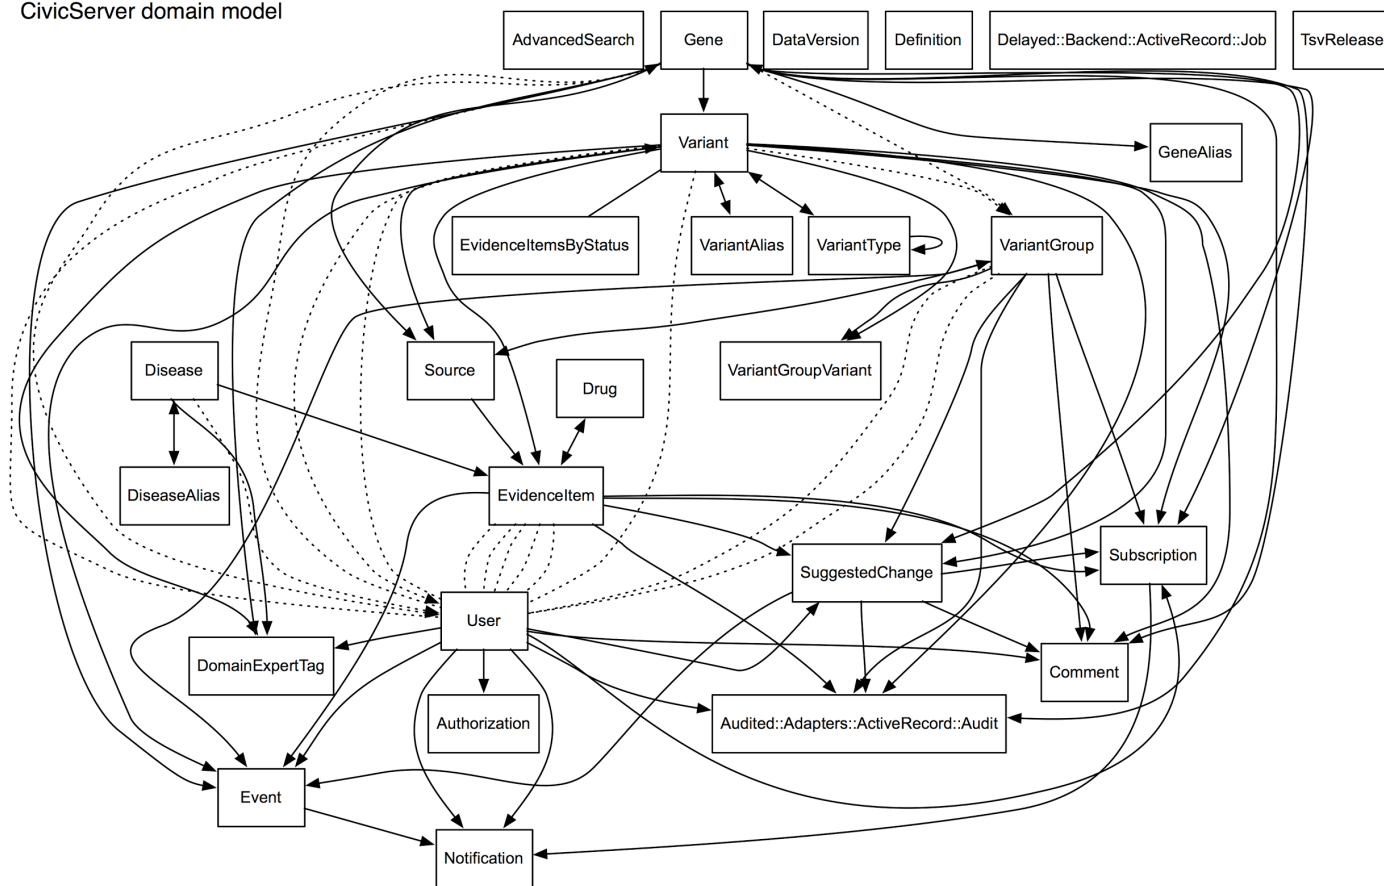 CivicServer domain model
AdvancedSearch
Gene
DataVersion
Definition
Delayed::Backend::ActiveRecord::Job
TsvRelease
Variant
GeneAlias
EvidenceItemsByStatus
VariantAlias
VariantType
VariantGroup
Disease
Source
Drug
VariantGroupVariant
DiseaseAlias
EvidenceItem
SuggestedChange
Subscription
User
DomainExpertTag
Comment
Authorization
Audited::Adapters::ActiveRecord::Audit
Event
Notification